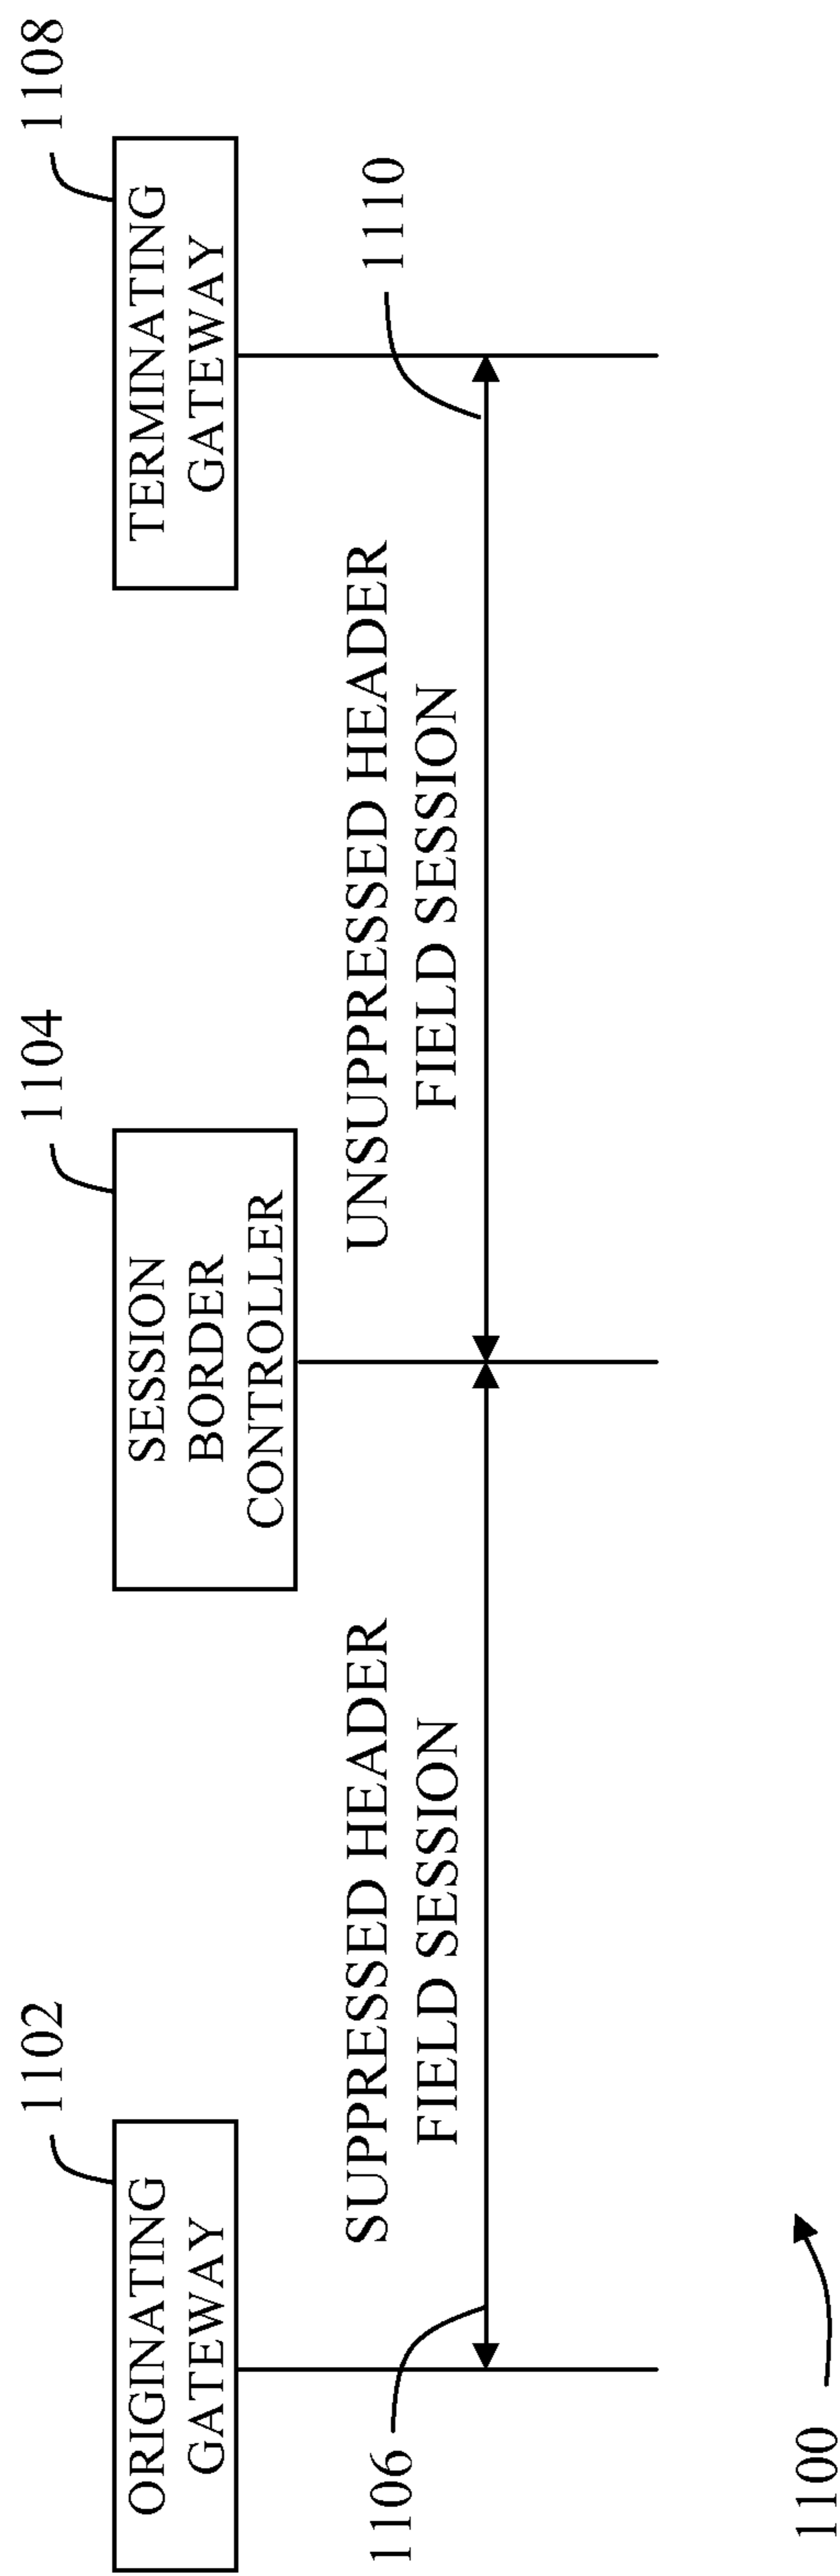 1102
ORIGINATING
GATEWAY
1104
SESSION
BORDER
CONTROLLER
1108
TERMINATING
GATEWAY
SUPPRESSED HEADER
FIELD SESSION
1106
UNSUPPRESSED HEADER
FIELD SESSION
1110
1100